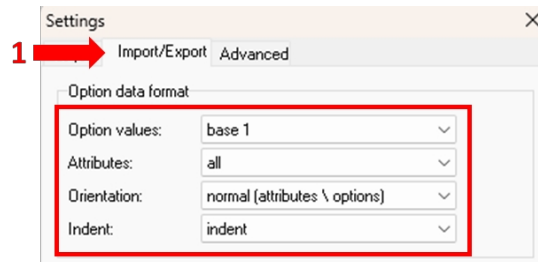 Settings
1
Import/Export Advanced
Option data format
Option values: base 1
Attributes: all
Orientation: normal (attributes \ options)
Indent: indent